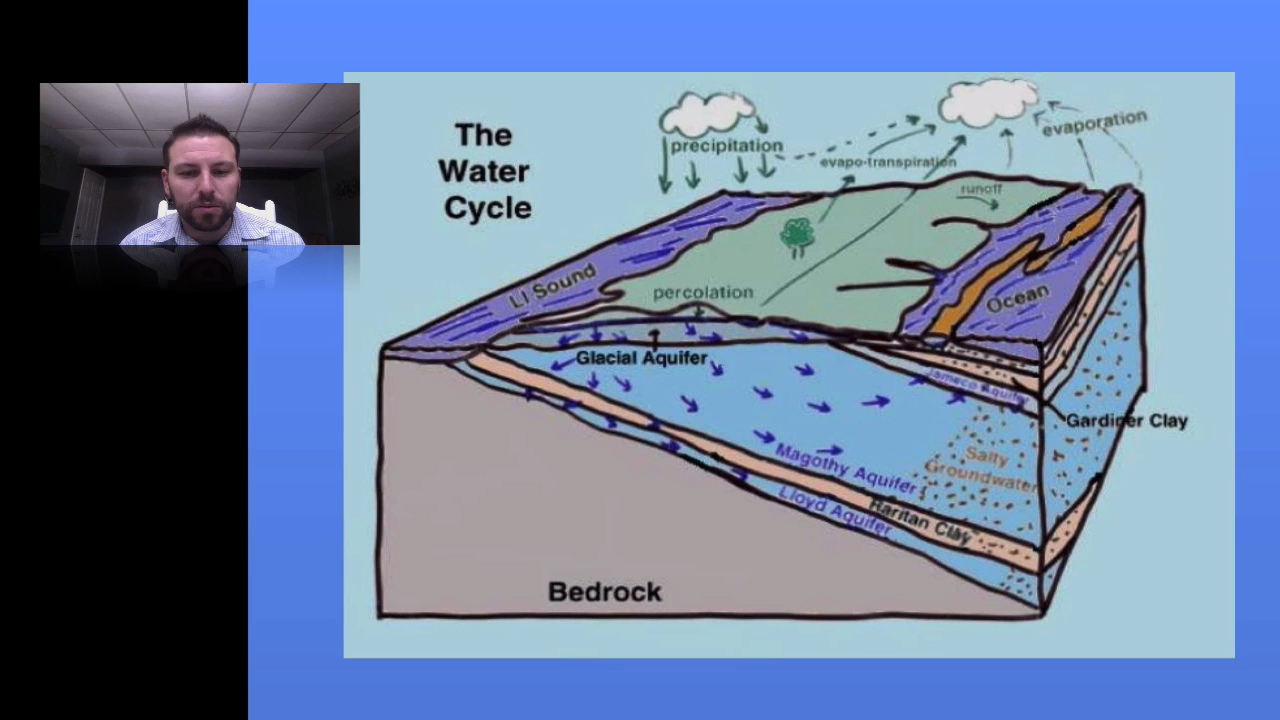 The
Water
Cycle
precipitation
evapo-transpiration
evaporation
runoff
LI Sound
percolation
Ocean
Glacial Aquifer
Jameco Aquifer
Gardiner Clay
Salty
Groundwater
Magothy Aquifer
Lloyd Aquifer
Raritan Clay
Bedrock